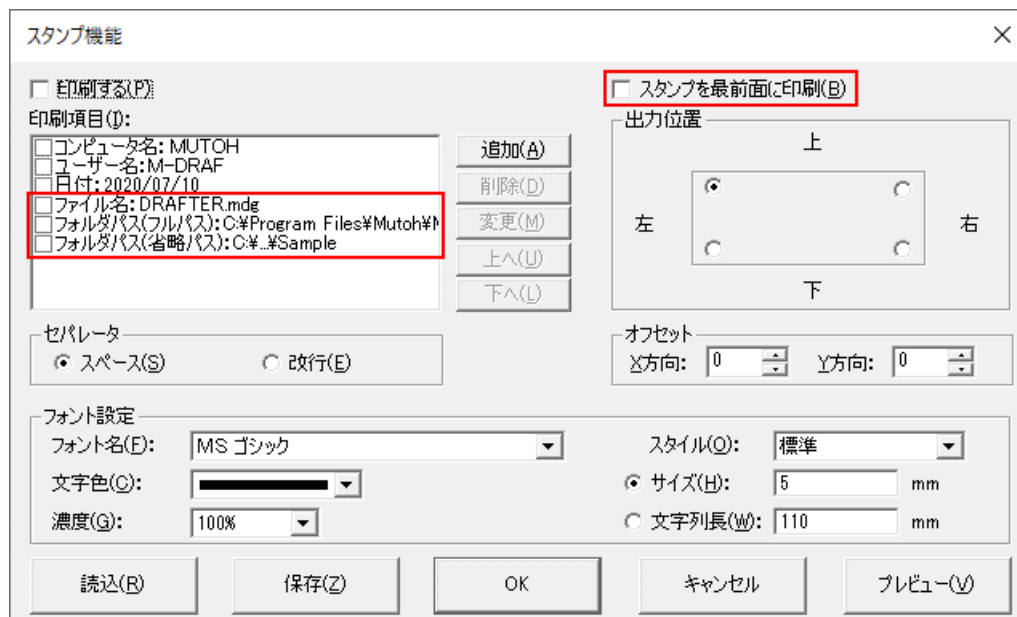 スタンプ機能
印刷する(P)
スタンプを最前面に印刷(B)
印刷項目(I):
コンピュータ名: MUTOH
ユーザー名:M-DRAF
日付:2020/07/10
ファイル名:DRAFTER.mdg
フォルダパス(フルパス):C:¥Program Files¥Mutoh¥
フォルダパス(省略パス):C:¥...¥Sample
追加(A)
削除(D)
変更(M)
上へ(U)
下へ(L)
出力位置
上
左
右
下
セパレータ
スペース(S)
改行(E)
オフセット
X方向: 0
Y方向: 0
フォント設定
フォント名(F): MS ゴシック
スタイル(O): 標準
文字色(C):
サイズ(H): 5 mm
濃度(G): 100%
文字列長(W): 110 mm
読込(R)
保存(Z)
OK
キャンセル
プレビュー(V)